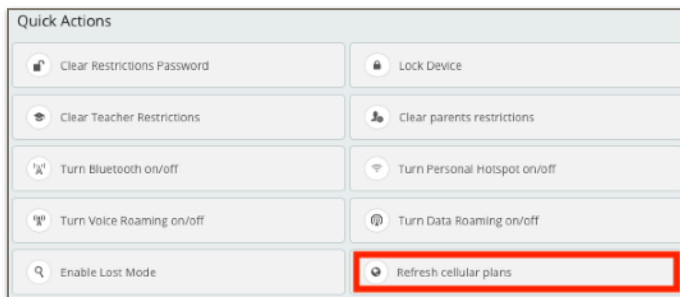 Quick Actions
Clear Restrictions Password
Lock Device
Clear Teacher Restrictions
Clear parents restrictions
Turn Bluetooth on/off
Turn Personal Hotspot on/off
Turn Voice Roaming on/off
Turn Data Roaming on/off
Enable Lost Mode
Refresh cellular plans